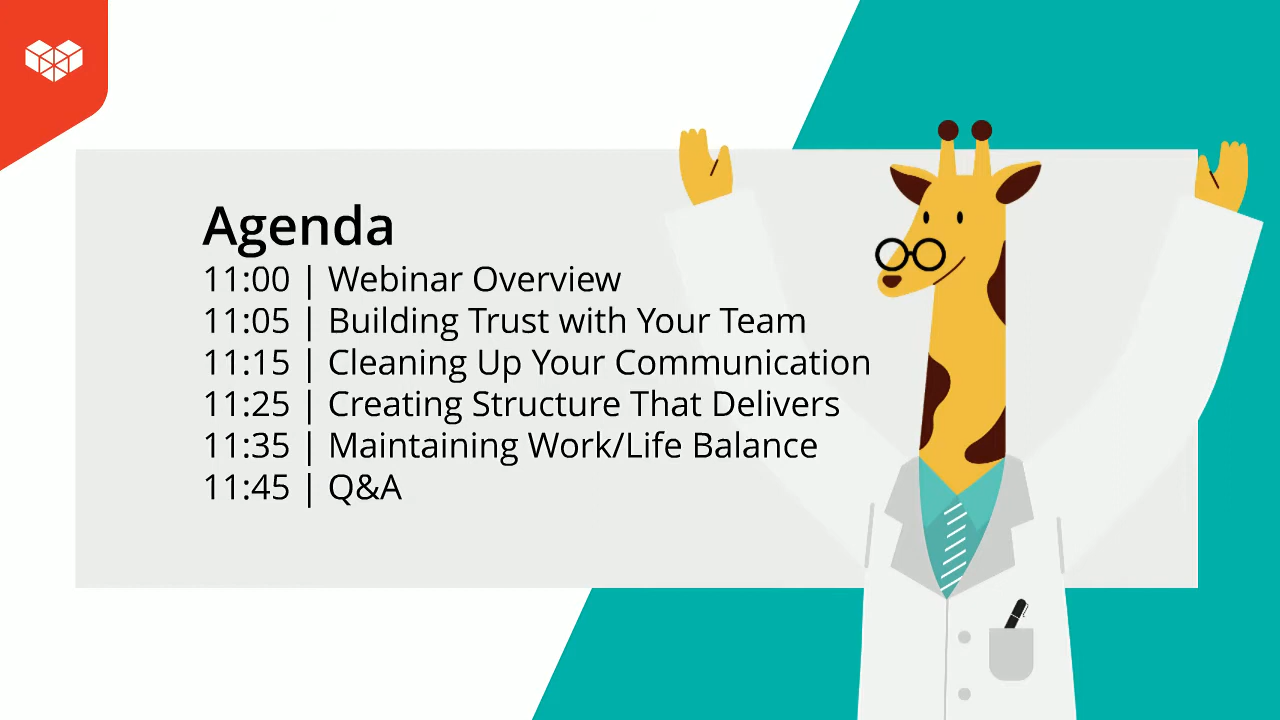 Agenda
11:00 | Webinar Overview
11:05 | Building Trust with Your Team
11:15 | Cleaning Up Your Communication
11:25 | Creating Structure That Delivers
11:35 | Maintaining Work/Life Balance
11:45 | Q&A